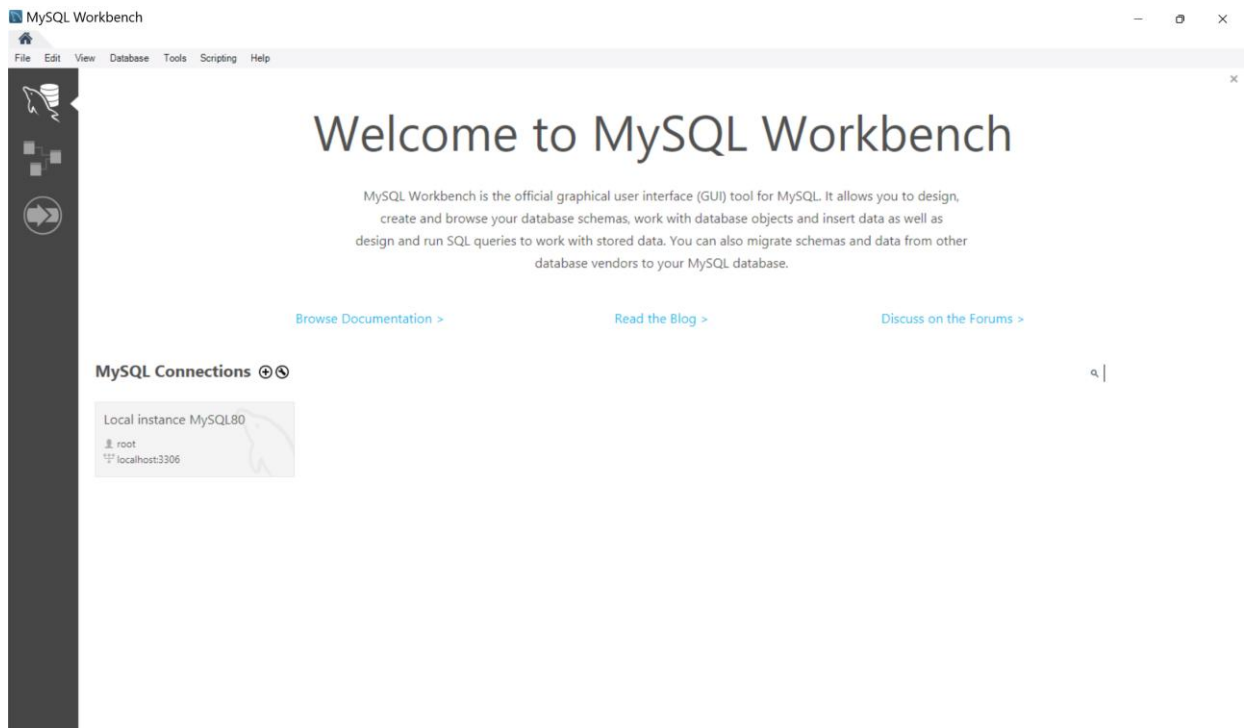 MySQL Workbench
File Edit View Database Tools Scripting Help
Welcome to MySQL Workbench
MySQL Workbench is the official graphical user interface (GUI) tool for MySQL. It allows you to design,
create and browse your database schemas, work with database objects and insert data as well as
design and run SQL queries to work with stored data. You can also migrate schemas and data from other
database vendors to your MySQL database.
Browse Documentation > Read the Blog > Discuss on the Forums >
MySQL Connections
Local instance MySQL80
root
localhost:3306